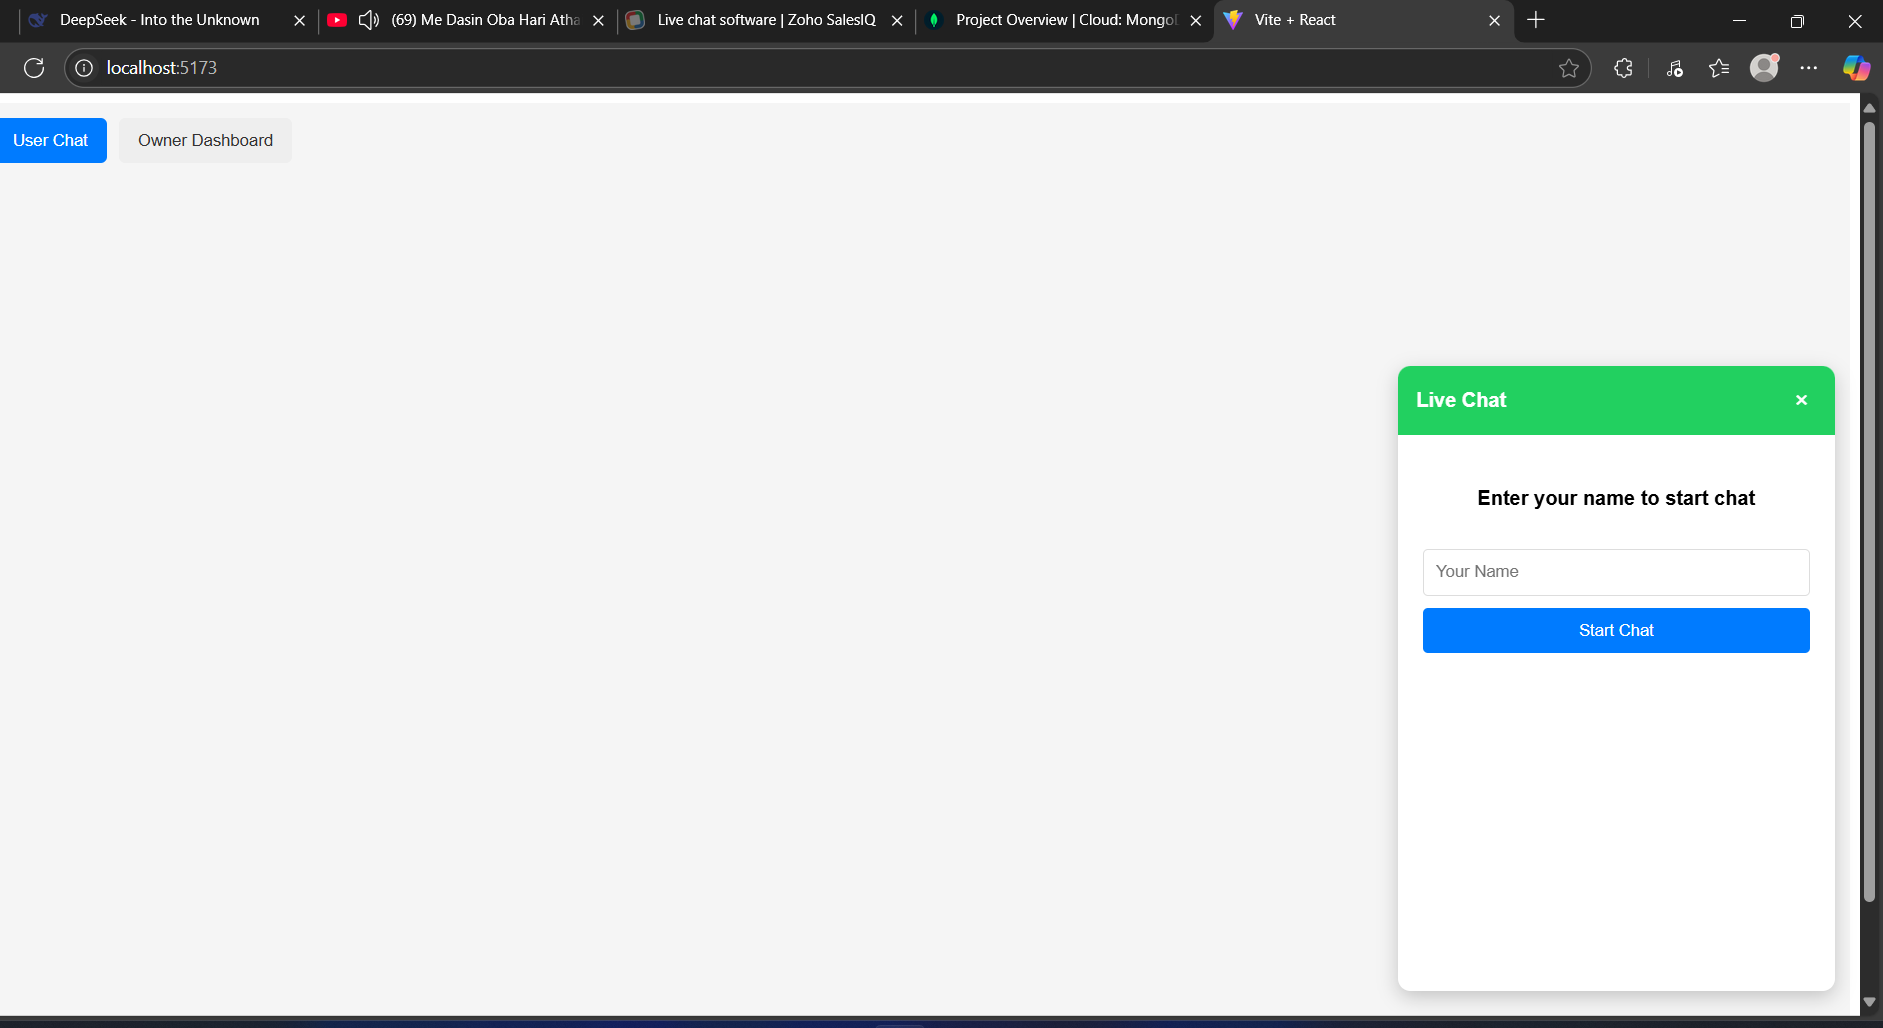 DeepSeek - Into the Unknown
(69) Me Dasin Oba Hari Atha
Live chat software | Zoho SalesIQ
Project Overview | Cloud: Mongo
Vite + React
localhost:5173
User Chat
Owner Dashboard
Live Chat
×
Enter your name to start chat
Your Name
Start Chat